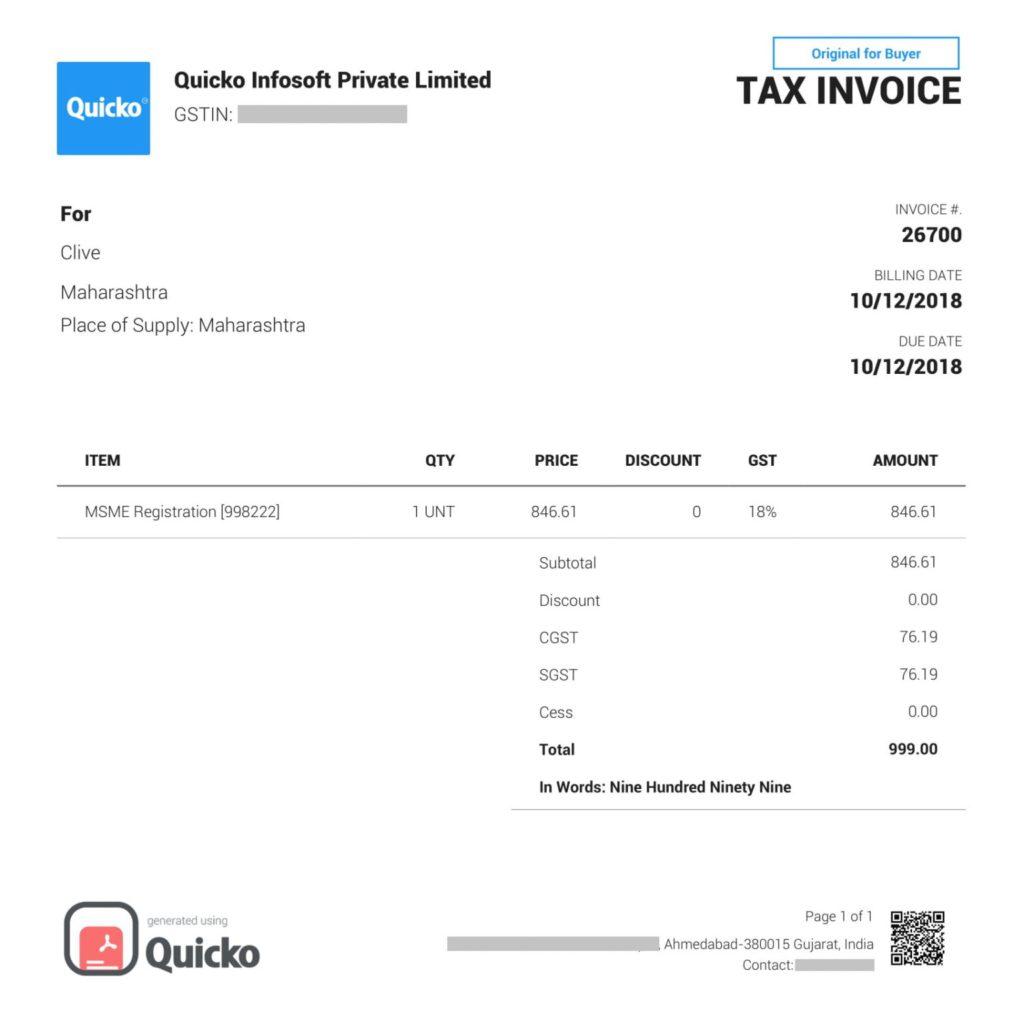 Original for Buyer
Quicko
Quicko Infosoft Private Limited
TAX INVOICE
GSTIN:
For
Clive
Maharashtra
Place of Supply: Maharashtra
INVOICE #.
26700
BILLING DATE
10/12/2018
DUE DATE
10/12/2018
ITEM QTY PRICE DISCOUNT GST AMOUNT
MSME Registration [998222] 1 UNT 846.61 0 18% 846.61
Subtotal 846.61
Discount 0.00
CGST 76.19
SGST 76.19
Cess 0.00
Total 999.00
In Words: Nine Hundred Ninety Nine
generated using
Quicko
Page 1 of 1
, Ahmedabad-380015 Gujarat, India
Contact: